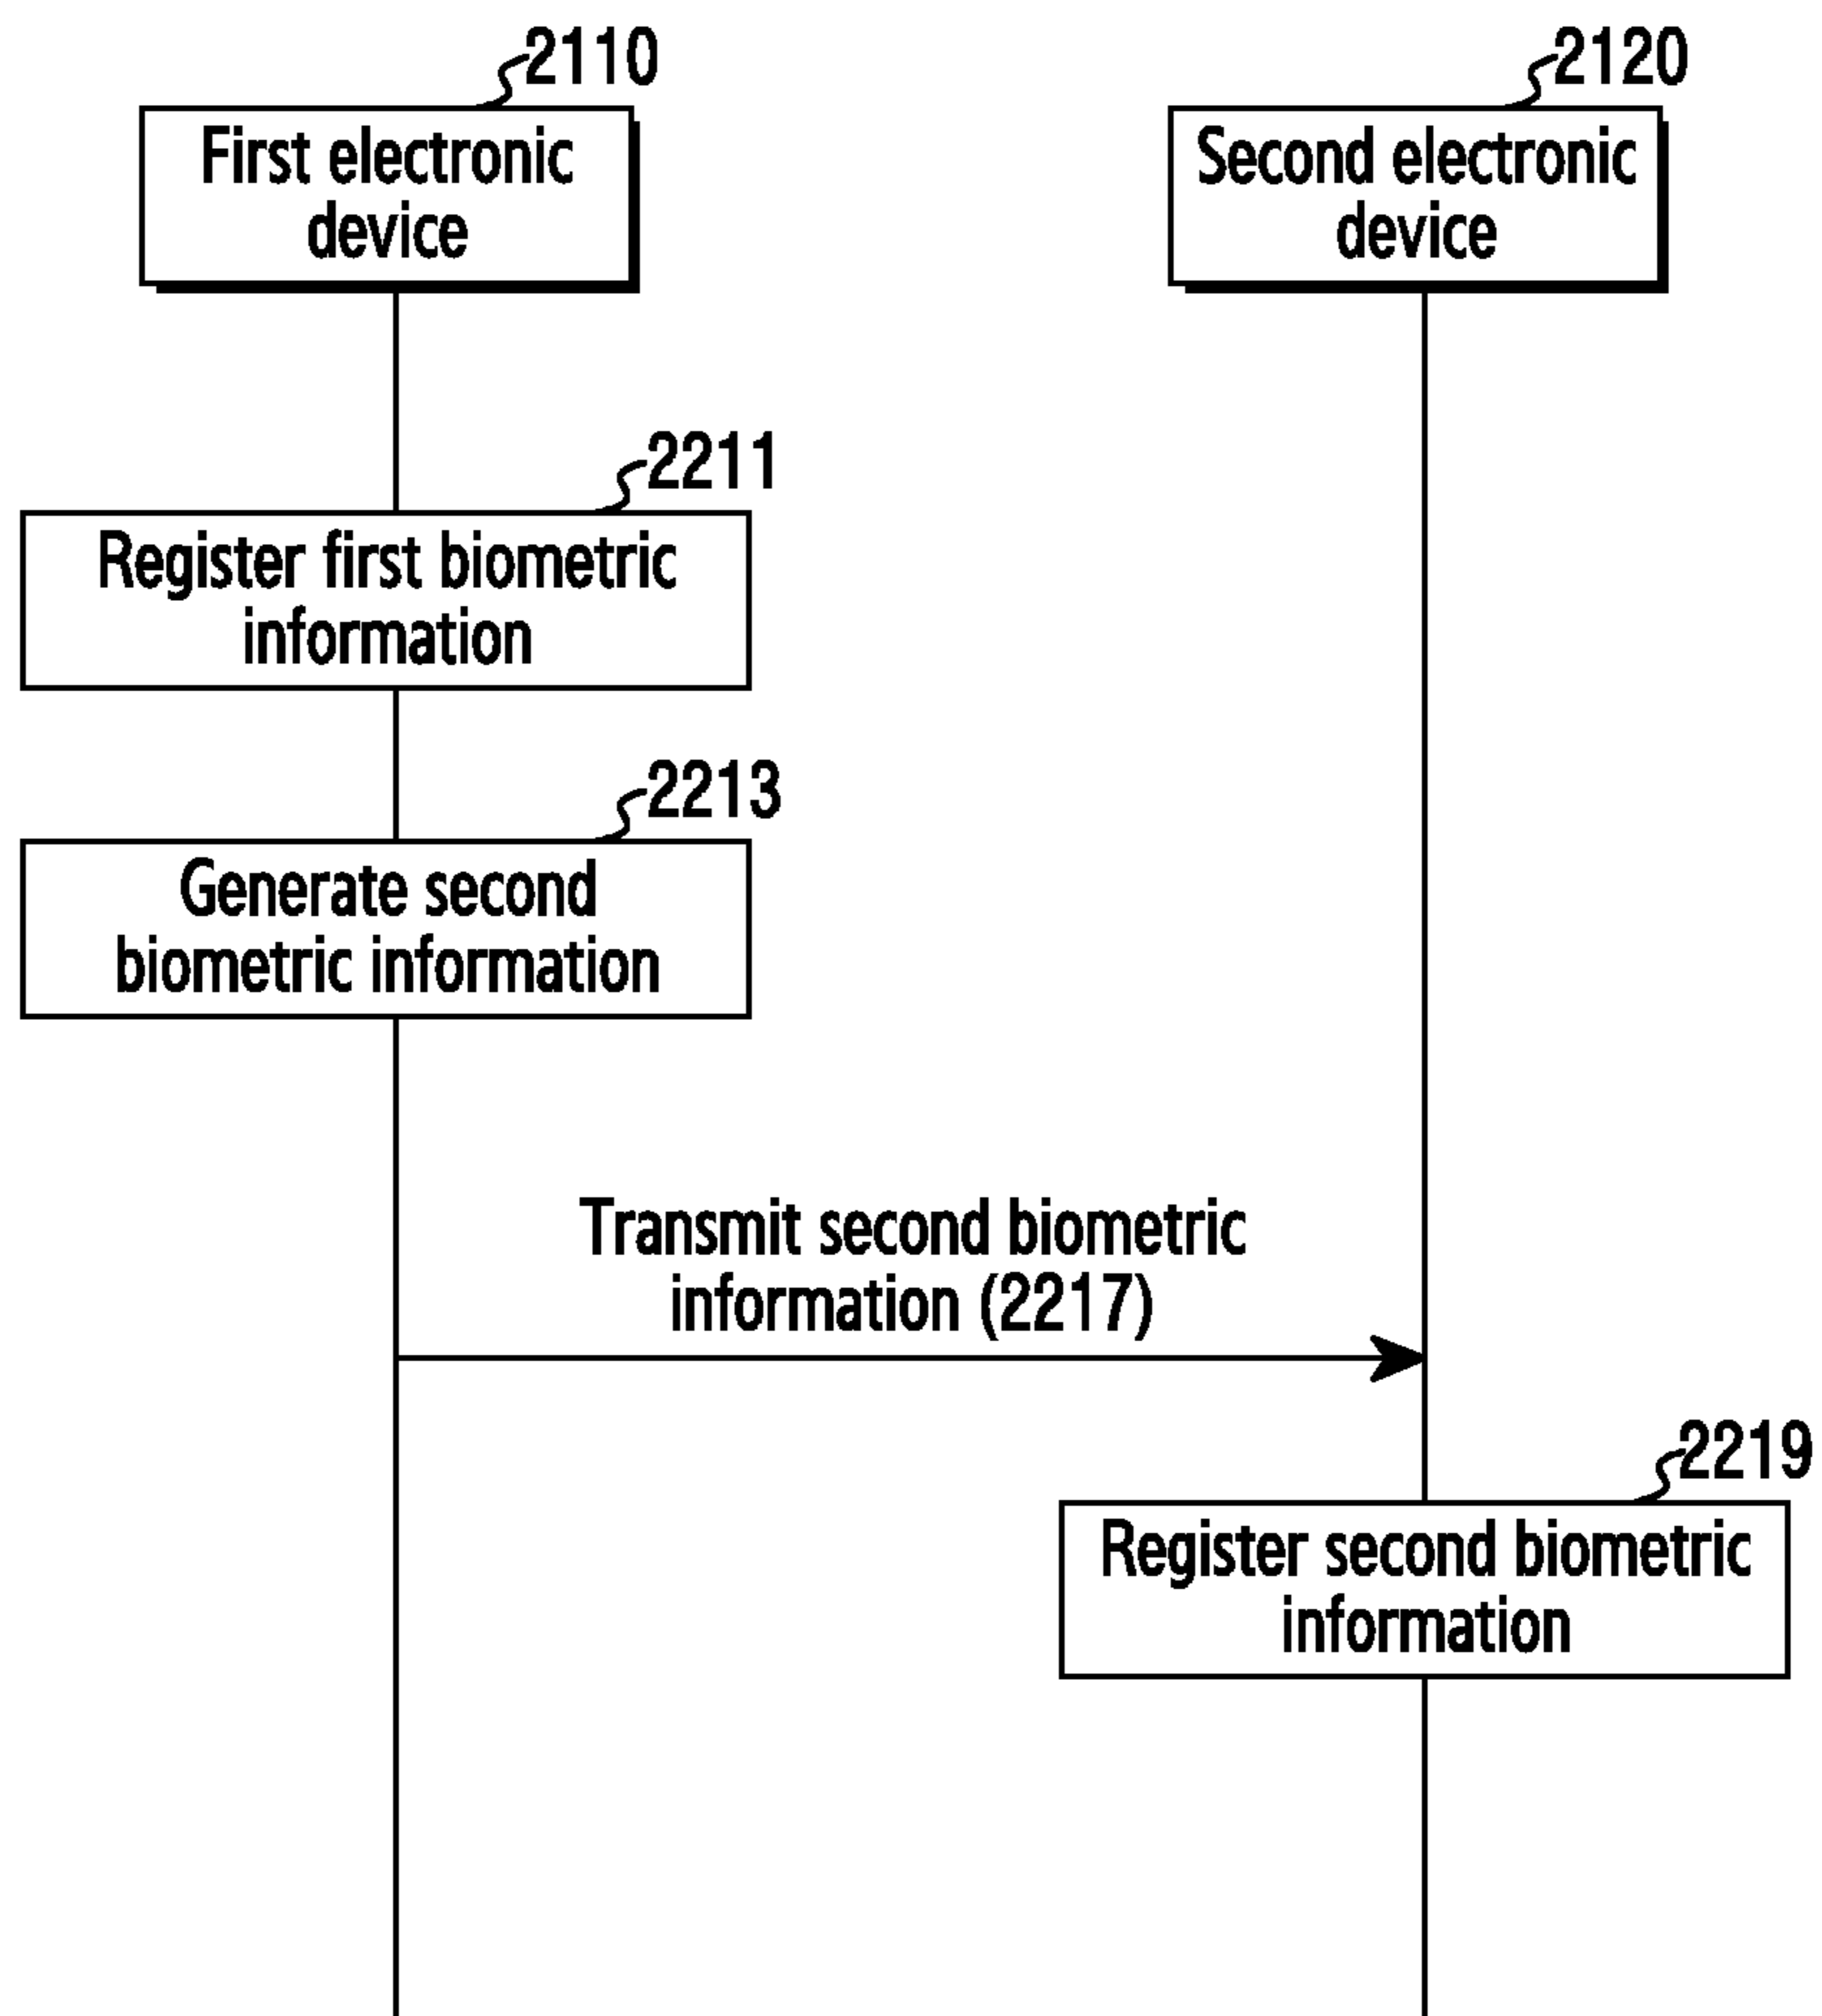 2110
First electronic
device
2120
Second electronic
device
2211
Register first biometric
information
2213
Generate second
biometric information
Transmit second biometric
information (2217)
2219
Register second biometric
information